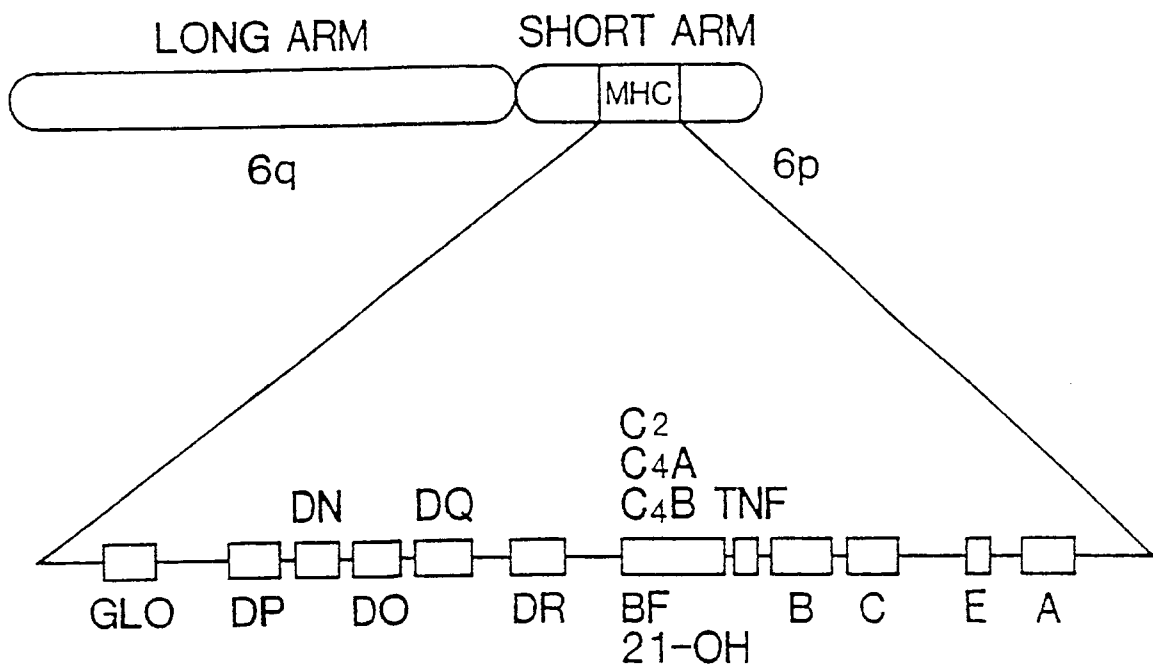 LONG ARM SHORT ARM
MHC
6q 6p
C2
C4A
DN DQ C4B TNF
GLO DP DO DR BF B C E A
21-OH